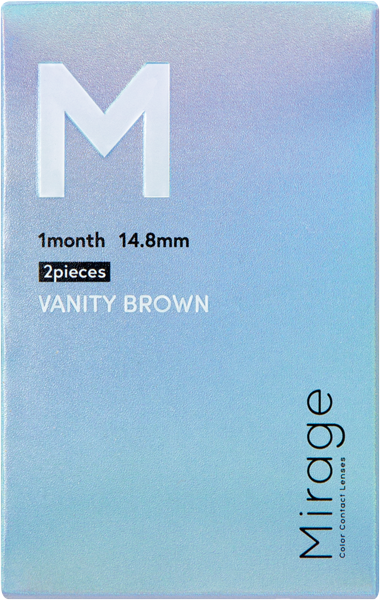 M
1month 14.8mm
2pieces
VANITY BROWN
Mirage
Color Contact Lenses